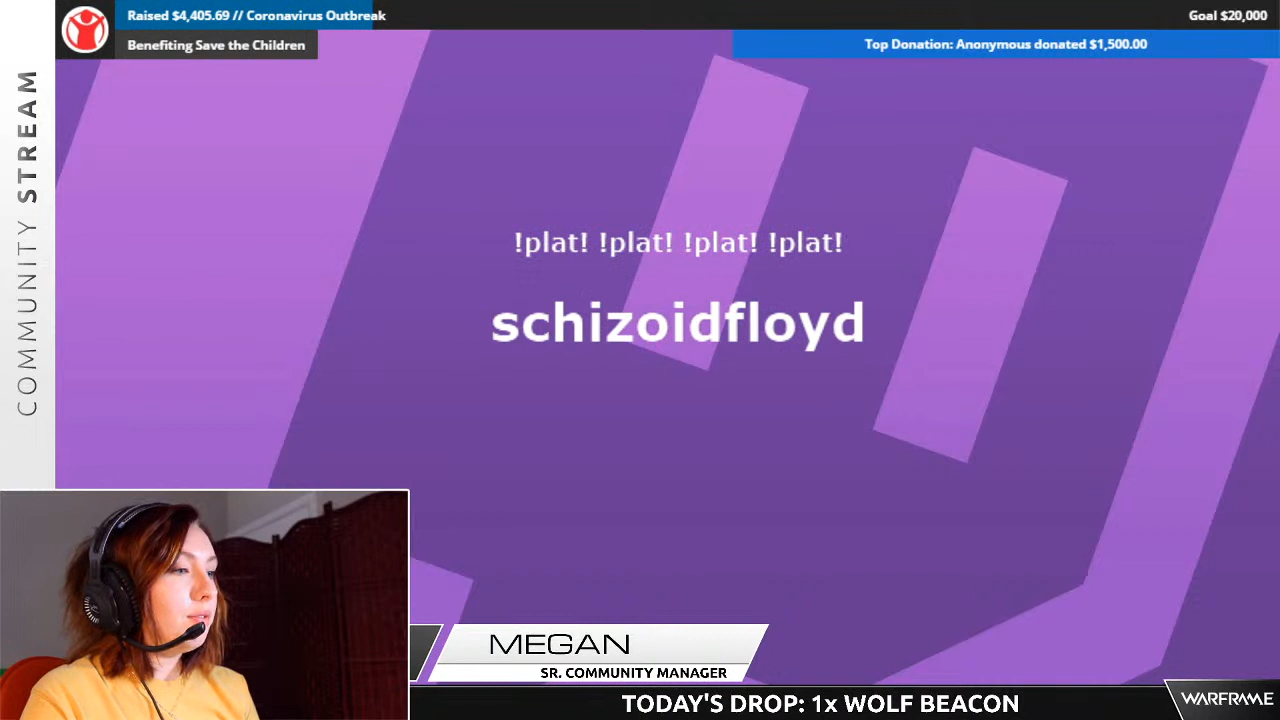 Raised $4,405.69 // Coronavirus Outbreak
Goal $20,000
Benefiting Save the Children
Top Donation: Anonymous donated $1,500.00
COMMUNITY STREAM
!plat! !plat! !plat! !plat!
schizoidfloyd
MEGAN
SR. COMMUNITY MANAGER
TODAY'S DROP: 1x WOLF BEACON
WARFRAME